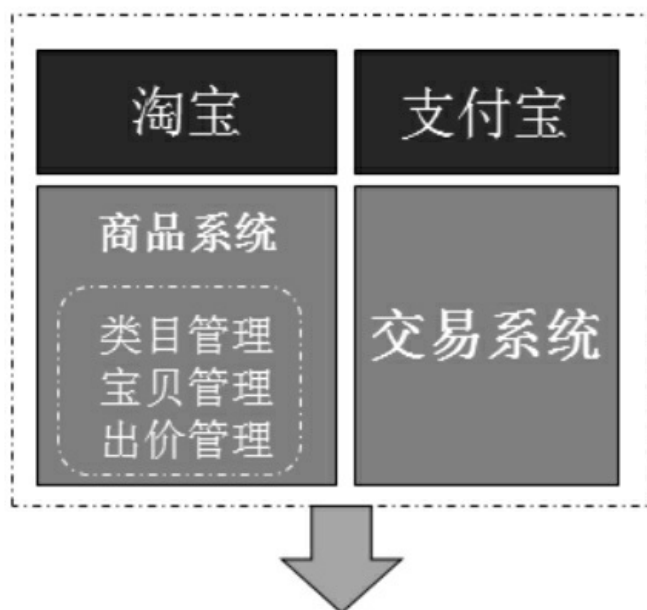 淘宝
支付宝
商品系统
类目管理
宝贝管理
出价管理
交易系统